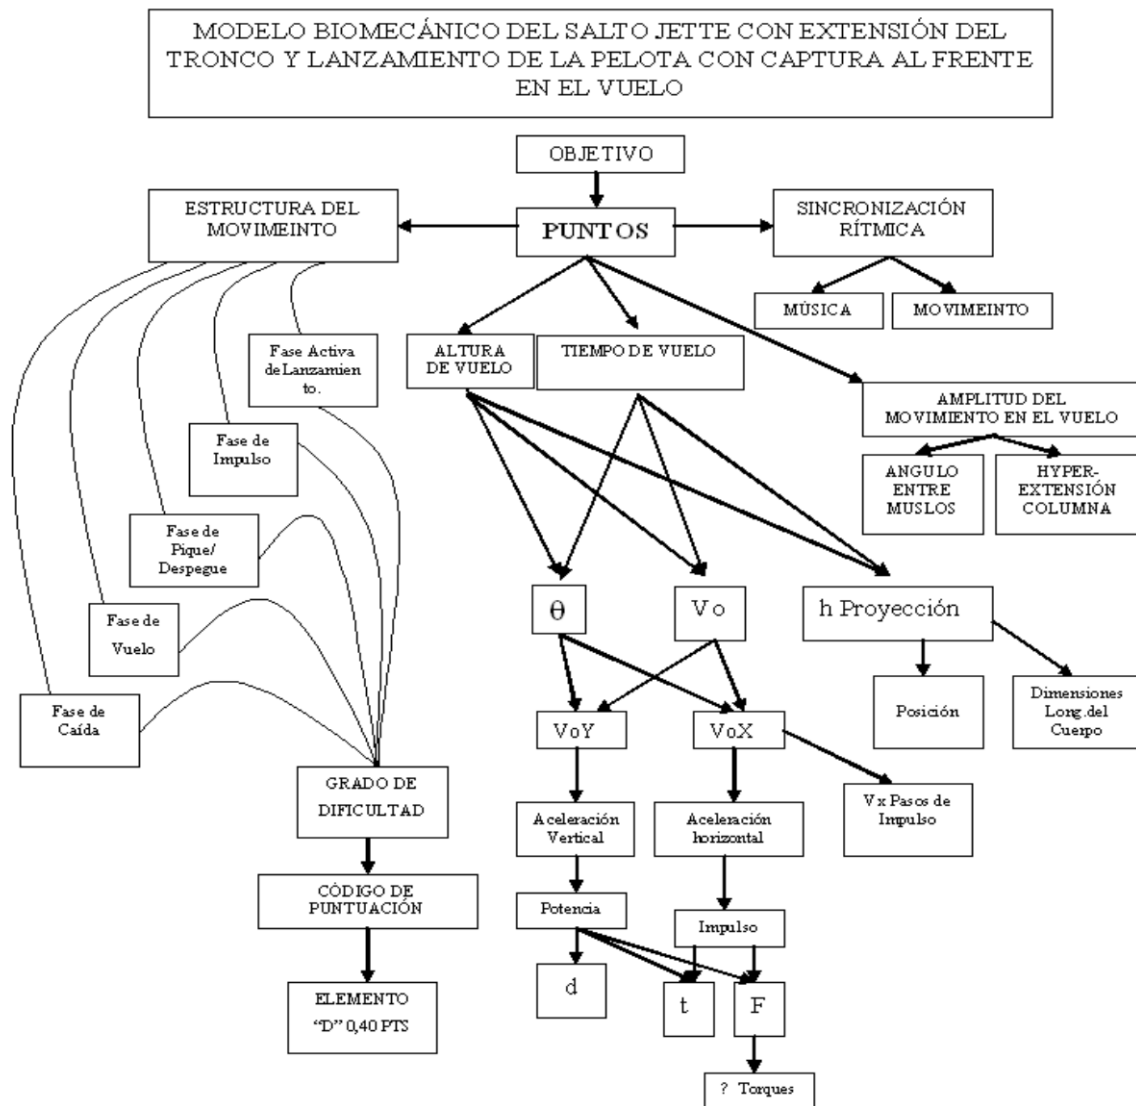 MODELO BIOMECÁNICO DEL SALTO JETTE CON EXTENSIÓN DEL
TRONCO Y LANZAMIENTO DE LA PELOTA CON CAPTURA AL FRENTE
EN EL VUELO
OBJETIVO
ESTRUCTURA DEL
MOVIMEINTO
PUNTOS
SINCRONIZACIÓN
RÍTMICA
MÚSICA
MOVIMEINTO
Fase Activa
de Lanzamie
nto.
ALTURA
DE VUELO
TIEMPO DE VUELO
AMPLITUD DEL
MOVIMIENTO EN EL VUELO
Fase de
Impulso
ANGULO
ENTRE
MUSLOS
HYPER-
EXTENSIÓN
COLUMNA
Fase de
Pique/
Despegue
θ
Vo
h Proyección
Fase de
Vuelo
Fase de
Caída
VoY
VoX
Posición
Dimensiones
Long.del
Cuerpo
GRADO DE
DIFICULTAD
Aceleración
Vertical
Aceleración
horizontal
Vx Pasos de
Impulso
CÓDIGO DE
PUNTUACIÓN
Potencia
Impulso
ELEMENTO
“D” 0,40 PTS
d
t
F
? Torques